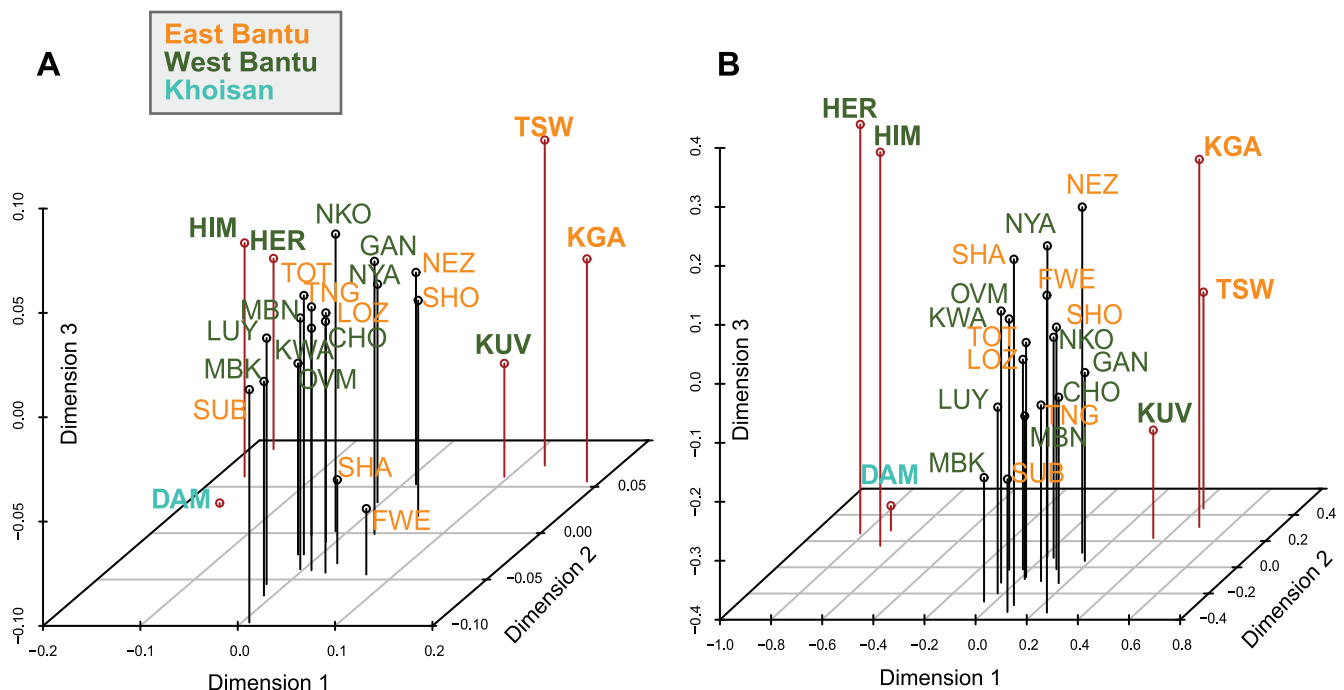 East Bantu
West Bantu
Khoisan
A
TSW
NKO
HIM
HER
GAN
KGA
TOT
NYA
NEZ
TNG
SHO
MBN
LOZ
LUY
CHO
KWA
KUV
MBK
OVM
SUB
SHA
DAM
FWE
0.10
0.05
0.00
−0.05
−0.10
Dimension 3
−0.2
−0.1
0.0
0.1
0.2
Dimension 1
0.05
0.00
−0.05
−0.10
Dimension 2
B
HER
HIM
KGA
NEZ
NYA
SHA
FWE
OVM
TSW
KWA
SHO
TOT
NKO
LOZ
GAN
LUY
CHO
TNG
KUV
MBN
MBK
SUB
DAM
0.4
0.3
0.2
0.1
0.0
−0.1
−0.2
−0.3
−0.4
Dimension 3
−1.0
−0.8
−0.6
−0.4
−0.2
0.0
0.2
0.4
0.6
0.8
Dimension 1
0.4
0.2
0.0
−0.2
−0.4
Dimension 2